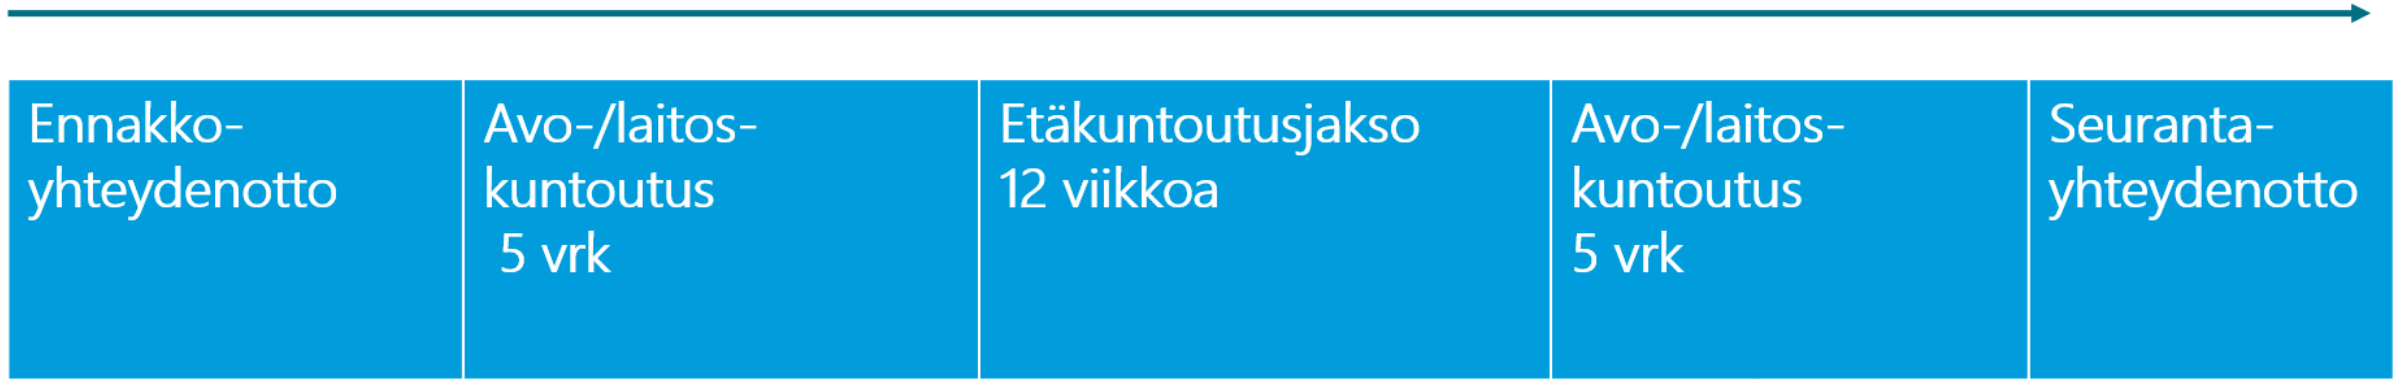 Ennakko-
yhteydenotto
Avo-/laitos-
kuntoutus
5 vrk
Etäkuntoutusjakso
12 viikkoa
Avo-/laitos-
kuntoutus
5 vrk
Seuranta-
yhteydenotto